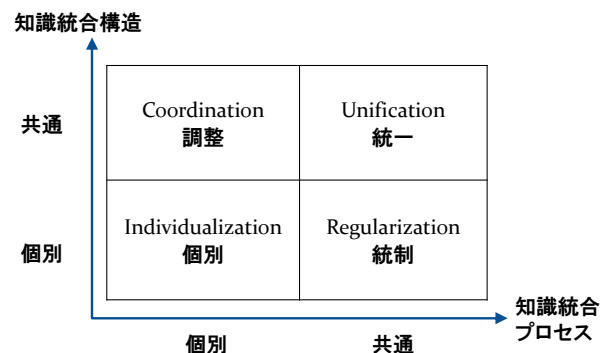 知識統合構造
共通
Coordination
調整
Unification
統一
個別
Individualization
個別
Regularization
統制
個別
共通
知識統合
プロセス